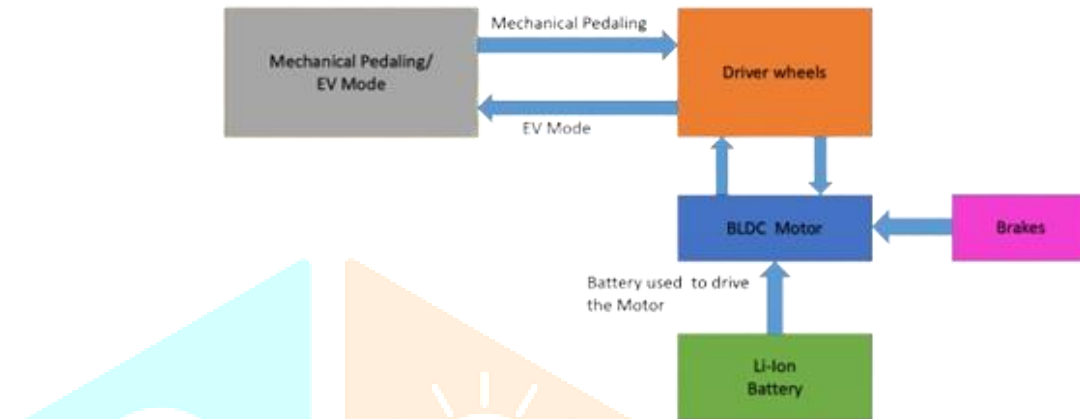 Mechanical Pedaling
Mechanical Pedaling/
EV Mode
Driver wheels
EV Mode
BLDC Motor
Brakes
Battery used to drive
the Motor
Li-Ion
Battery